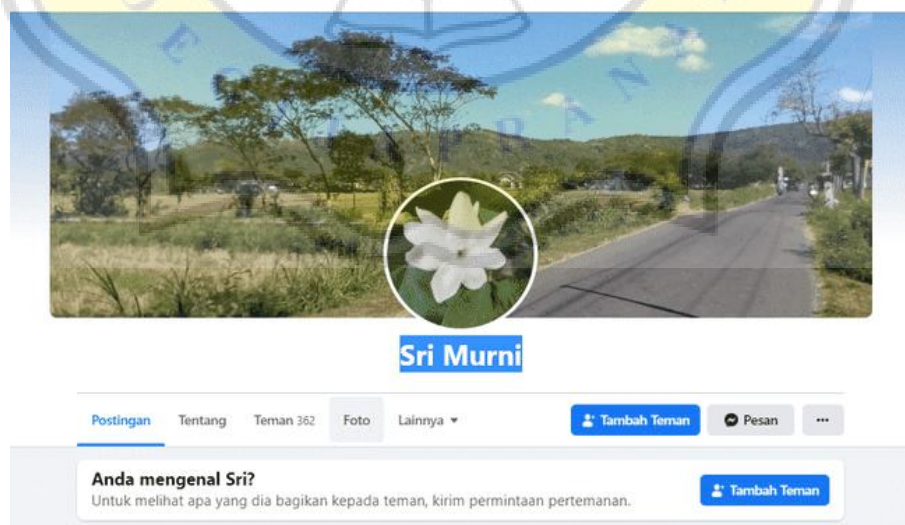 Sri Murni
Postingan Tentang Teman 362 Foto Lainnya Tambah Teman Pesan
Anda mengenal Sri?
Untuk melihat apa yang dia bagikan kepada teman, kirim permintaan pertemanan.
Tambah Teman